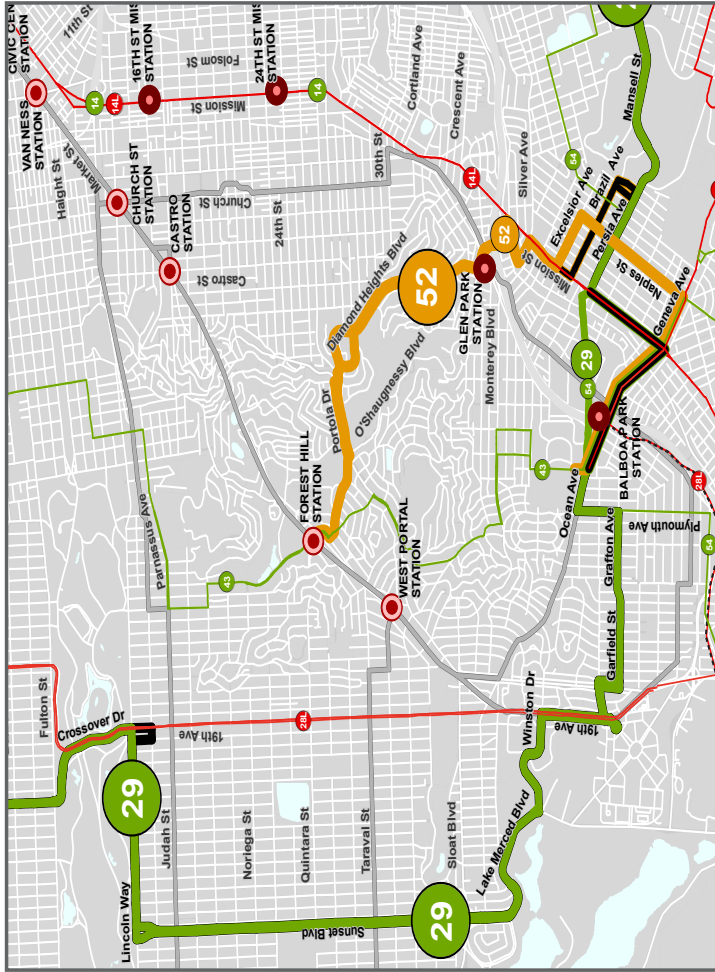 CIVIC CEN
STATION
11th St
16TH ST MIS
STATION
Folsom St
24TH ST MIS
STATION
Cortland Ave
Crescent Ave
14
14L
Mission St
14
VAN NESS
STATION
Market St
Haight St
CHURCH ST
STATION
Church St
CASTRO
STATION
Castro St
24th St
30th St
14L
Silver Ave
54
Mansell St
29
Excelsior Ave
Brazil Ave
Persia Ave
52
Mission St
Naples St
Geneva Ave
Diamond Heights Blvd
52
GLEN PARK
STATION
O'Shaugnessy Blvd
Monterey Blvd
29
54
BALBOA PARK
STATION
Portola Dr
FOREST HILL
STATION
43
Ocean Ave
28L
Plymouth Ave
54
Grafton Ave
Parnassus Ave
43
WEST PORTAL
STATION
Garfield St
Fulton St
Crossover Dr
19th Ave
28L
Winston Dr
19th Ave
29
Judah St
Noriega St
Quintara St
Taraval St
Sloat Blvd
Lake Merced Blvd
Lincoln Way
Sunset Blvd
29